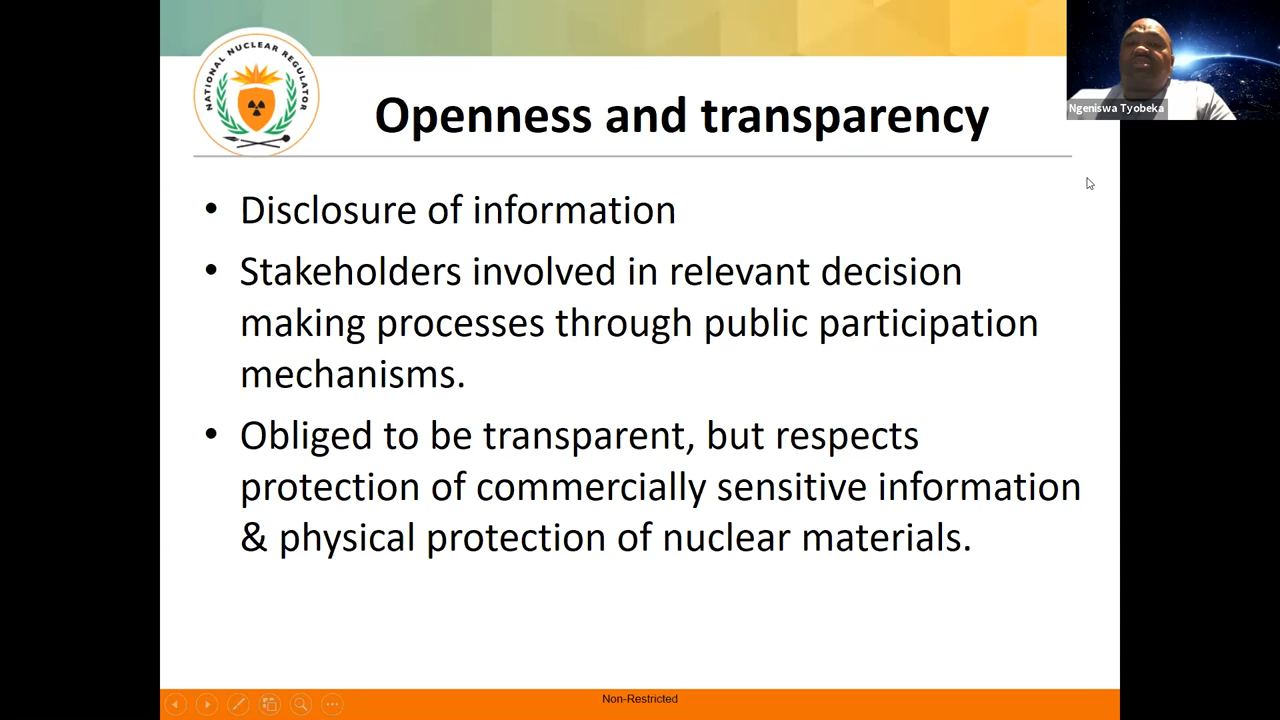 NATIONAL NUCLEAR REGULATOR
Ngeniswa Tyobeka
Openness and transparency
• Disclosure of information
• Stakeholders involved in relevant decision
making processes through public participation
mechanisms.
• Obliged to be transparent, but respects
protection of commercially sensitive information
& physical protection of nuclear materials.
Non-Restricted